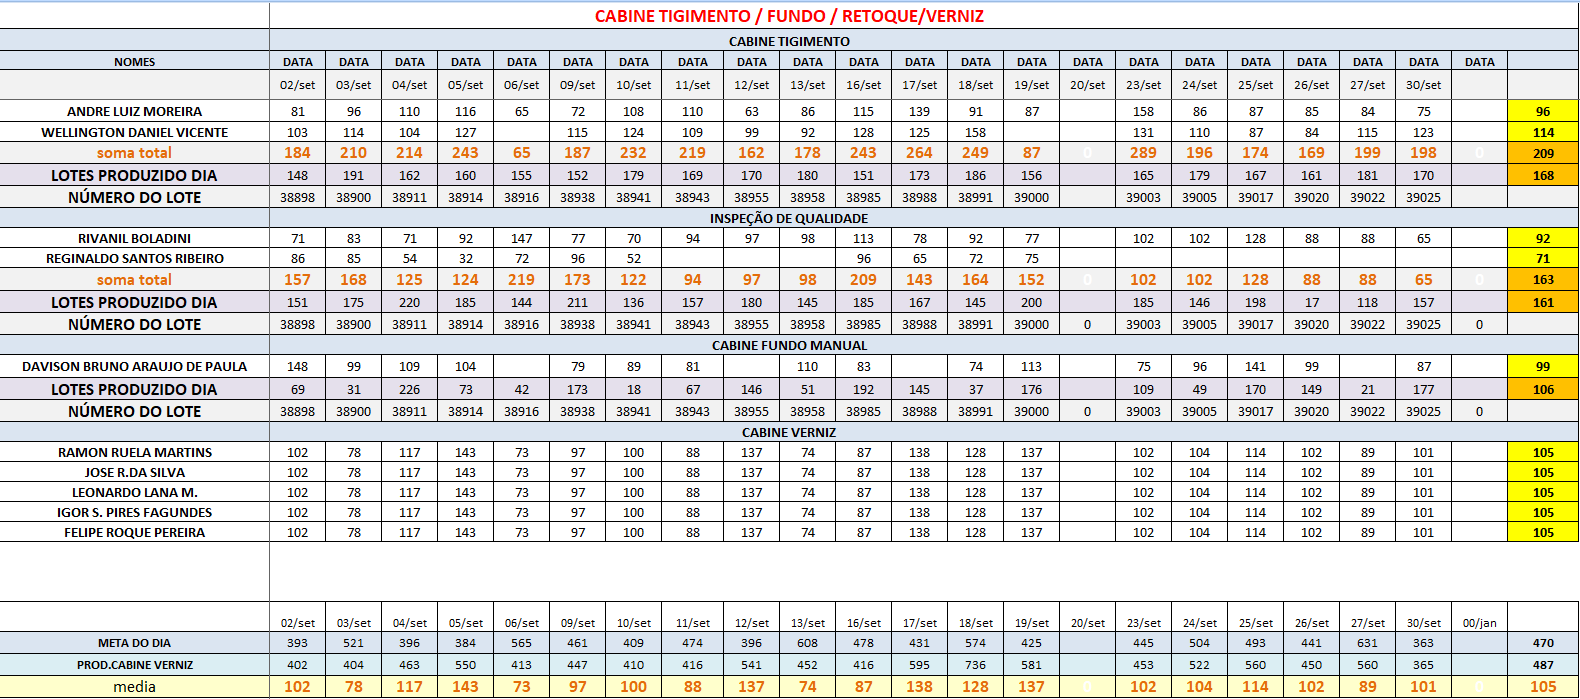 CABINE TIGIMENTO / FUNDO / RETOQUE/VERNIZ
CABINE TIGIMENTO
NOMES DATA DATA DATA DATA DATA DATA DATA DATA DATA DATA DATA DATA DATA DATA DATA DATA DATA DATA DATA DATA DATA DATA
02/set 03/set 04/set 05/set 06/set 09/set 10/set 11/set 12/set 13/set 16/set 17/set 18/set 19/set 20/set 23/set 24/set 25/set 26/set 27/set 30/set
ANDRE LUIZ MOREIRA 81 96 110 116 65 72 108 110 63 86 115 139 91 87 158 86 87 85 84 75 96
WELLINGTON DANIEL VICENTE 103 114 104 127 115 124 109 99 92 128 125 158 131 110 87 84 115 123 114
soma total 184 210 214 243 65 187 232 219 162 178 243 264 249 87 0 289 196 174 169 199 198 0 209
LOTES PRODUZIDO DIA 148 191 162 160 155 152 179 169 170 180 151 173 186 156 165 179 167 161 181 170 168
NÚMERO DO LOTE 38898 38900 38911 38914 38916 38938 38941 38943 38955 38958 38985 38988 38991 39000 39003 39005 39017 39020 39022 39025
INSPEÇÃO DE QUALIDADE
RIVANIL BOLADINI 71 83 71 92 147 77 70 94 97 98 113 78 92 77 102 102 128 88 88 65 92
REGINALDO SANTOS RIBEIRO 86 85 54 32 72 96 52 96 65 72 75 71
soma total 157 168 125 124 219 173 122 94 97 98 209 143 164 152 0 102 102 128 88 88 65 0 163
LOTES PRODUZIDO DIA 151 175 220 185 144 211 136 157 180 145 185 167 145 200 185 146 198 17 118 157 161
NÚMERO DO LOTE 38898 38900 38911 38914 38916 38938 38941 38943 38955 38958 38985 38988 38991 39000 0 39003 39005 39017 39020 39022 39025 0
CABINE FUNDO MANUAL
DAVISON BRUNO ARAUJO DE PAULA 148 99 109 104 79 89 81 110 83 74 113 75 96 141 99 87 99
LOTES PRODUZIDO DIA 69 31 226 73 42 173 18 67 146 51 192 145 37 176 109 49 170 149 21 177 106
NÚMERO DO LOTE 38898 38900 38911 38914 38916 38938 38941 38943 38955 38958 38985 38988 38991 39000 0 39003 39005 39017 39020 39022 39025 0
CABINE VERNIZ
RAMON RUELA MARTINS 102 78 117 143 73 97 100 88 137 74 87 138 128 137 102 104 114 102 89 101 105
JOSE R.DA SILVA 102 78 117 143 73 97 100 88 137 74 87 138 128 137 102 104 114 102 89 101 105
LEONARDO LANA M. 102 78 117 143 73 97 100 88 137 74 87 138 128 137 102 104 114 102 89 101 105
IGOR S. PIRES FAGUNDES 102 78 117 143 73 97 100 88 137 74 87 138 128 137 102 104 114 102 89 101 105
FELIPE ROQUE PEREIRA 102 78 117 143 73 97 100 88 137 74 87 138 128 137 102 104 114 102 89 101 105
02/set 03/set 04/set 05/set 06/set 09/set 10/set 11/set 12/set 13/set 16/set 17/set 18/set 19/set 20/set 23/set 24/set 25/set 26/set 27/set 30/set 00/jan
META DO DIA 393 521 396 384 565 461 409 474 396 608 478 431 574 425 445 504 493 441 631 363 470
PROD.CABINE VERNIZ 402 404 463 550 413 447 410 416 541 452 416 595 736 581 453 522 560 450 560 365 487
media 102 78 117 143 73 97 100 88 137 74 87 138 128 137 0 102 104 114 102 89 101 0 105